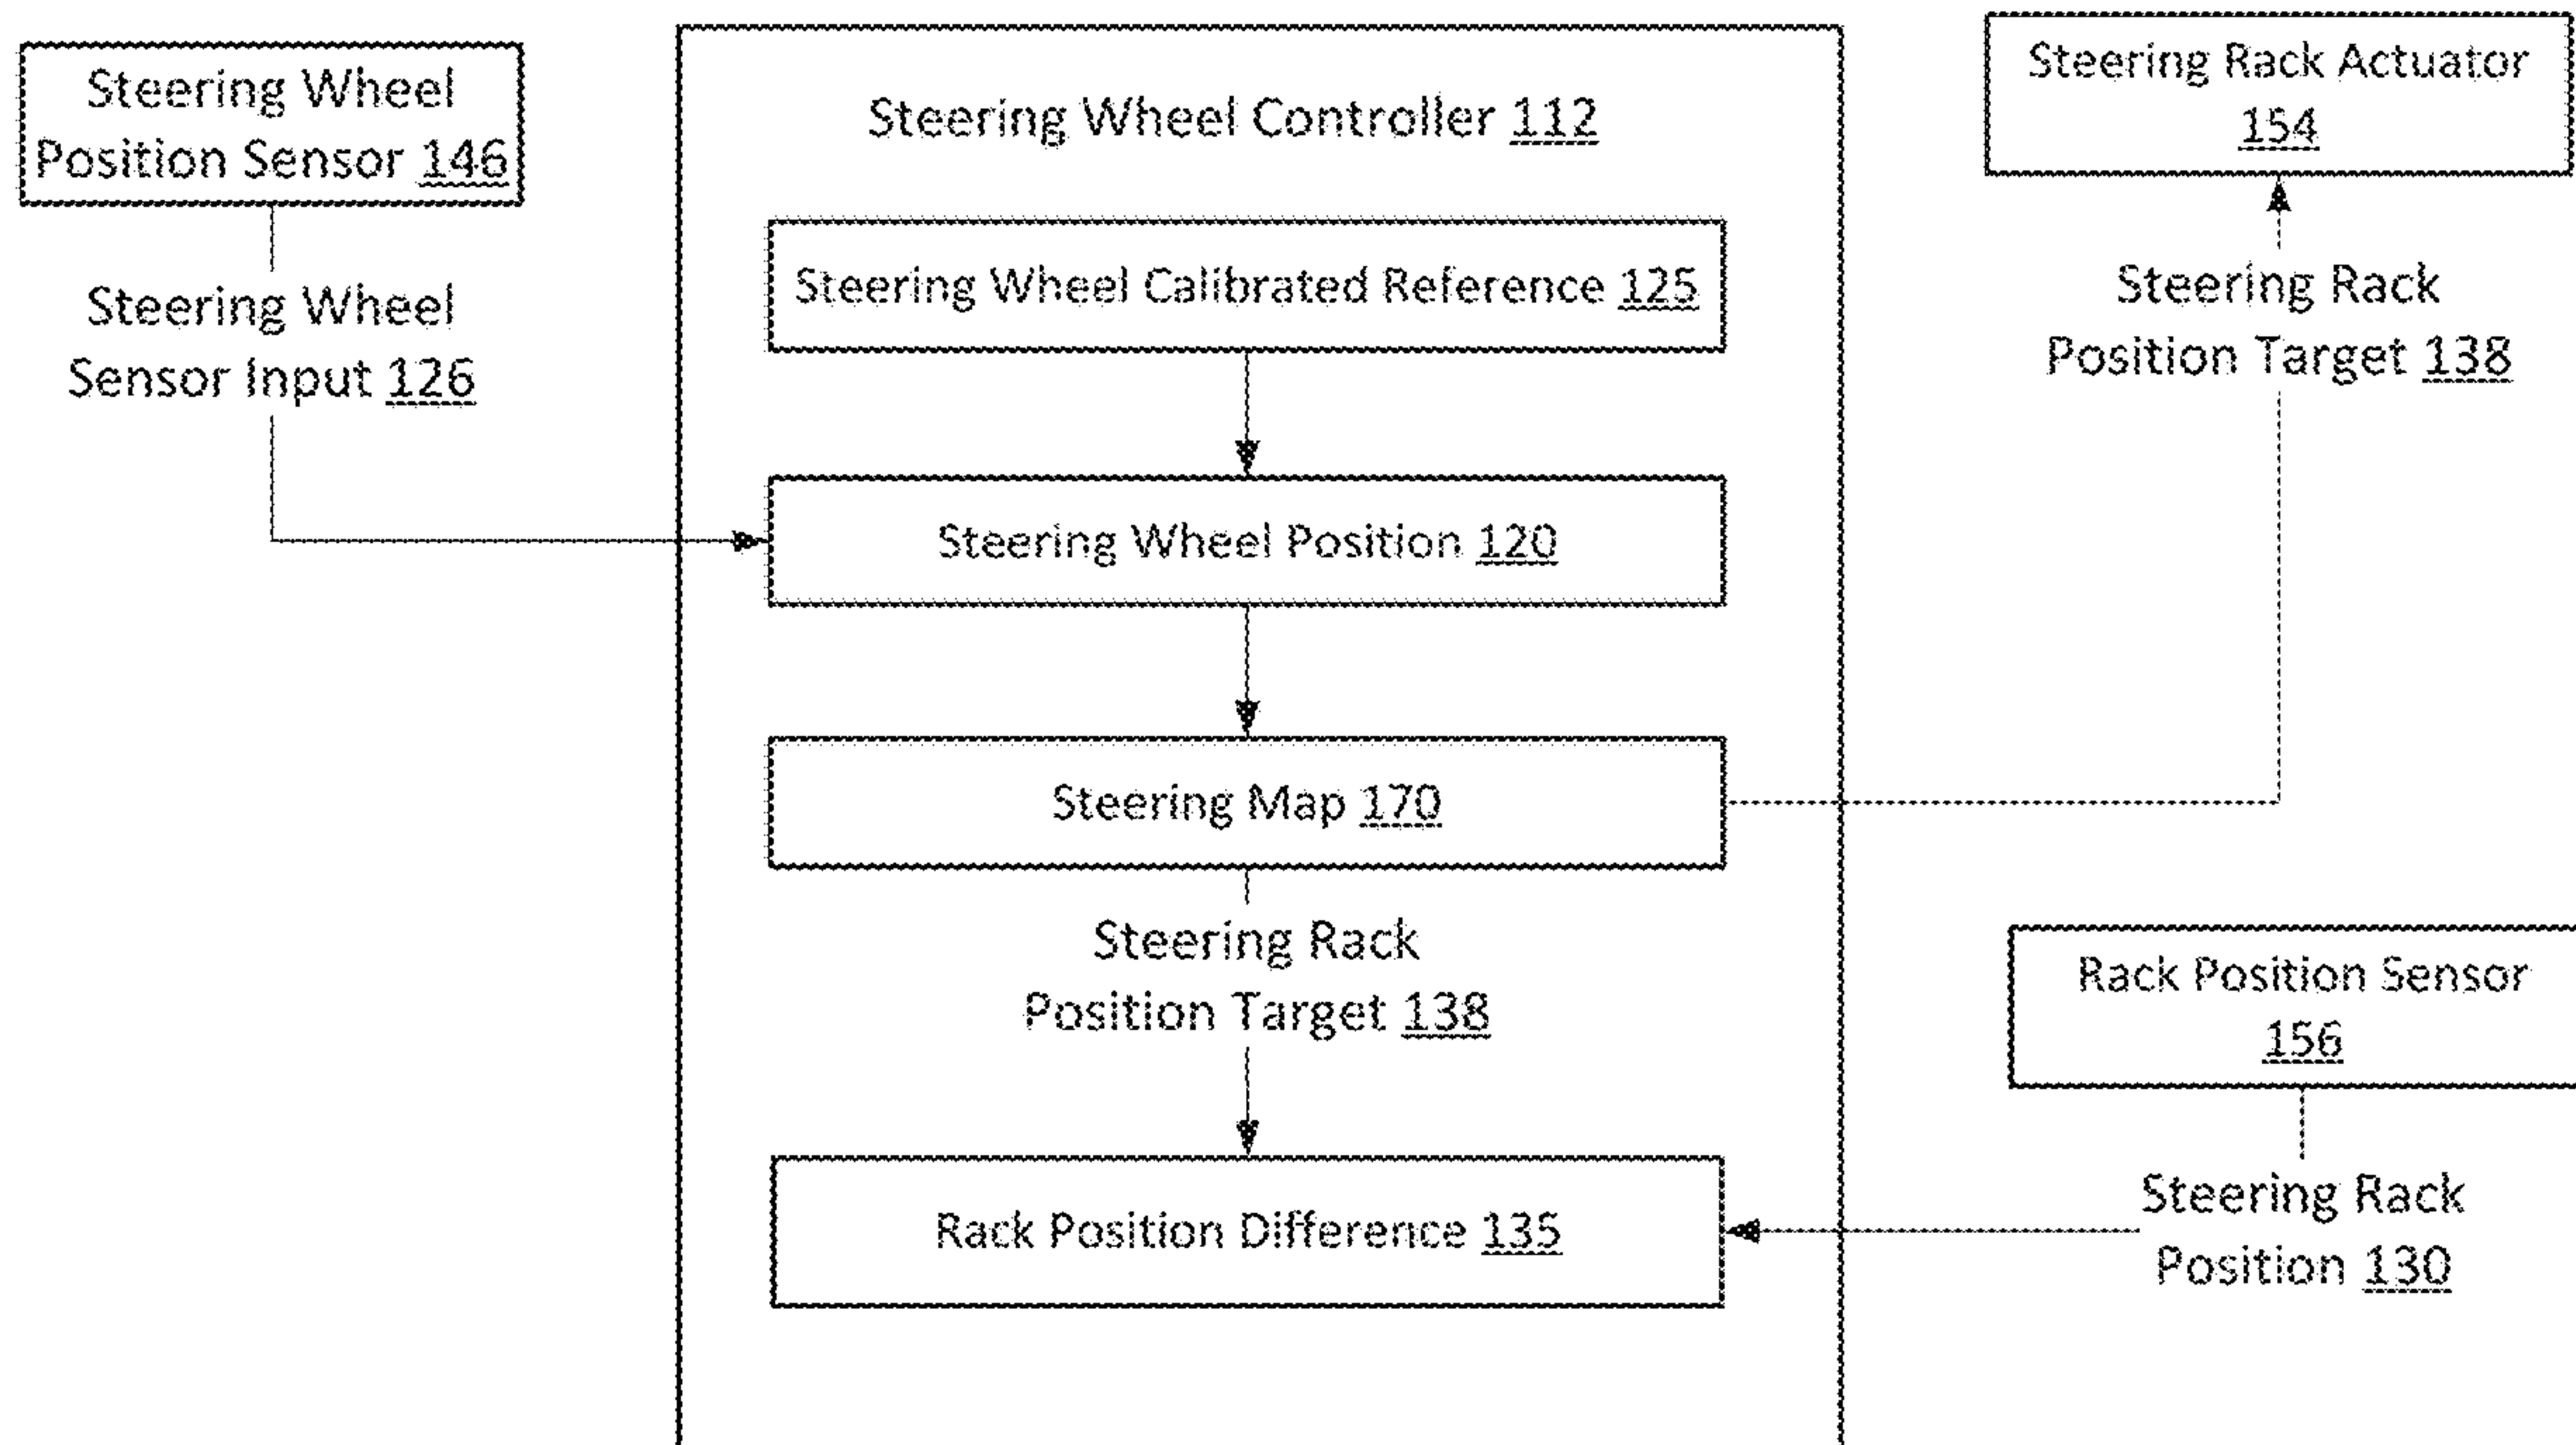 Steering Wheel
Position Sensor 146
Steering Wheel
Sensor Input 126
Steering Wheel Controller 112
Steering Wheel Calibrated Reference 125
Steering Wheel Position 120
Steering Map 170
Steering Rack
Position Target 138
Rack Position Difference 135
Steering Rack Actuator
154
Steering Rack
Position Target 138
Rack Position Sensor
156
Steering Rack
Position 130